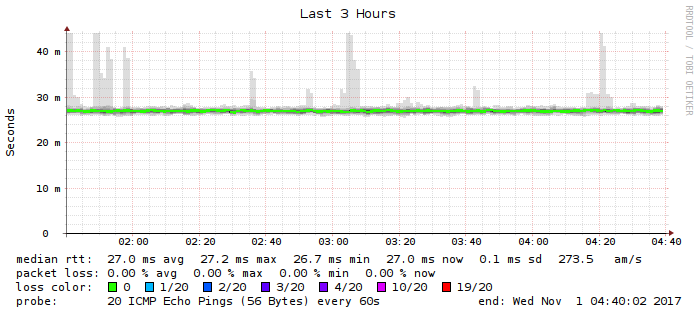 Last 3 Hours
RRDTOOL / TOBI OETIKER
Seconds
40 m
30 m
20 m
10 m
0
02:00 02:20 02:40 03:00 03:20 03:40 04:00 04:20 04:40
median rtt: 27.0 ms avg 27.2 ms max 26.7 ms min 27.0 ms now 0.1 ms sd 273.5 am/s
packet loss: 0.00 % avg 0.00 % max 0.00 % min 0.00 % now
loss color: 0 1/20 2/20 3/20 4/20 10/20 19/20
probe: 20 ICMP Echo Pings (56 Bytes) every 60s end: Wed Nov 1 04:40:02 2017